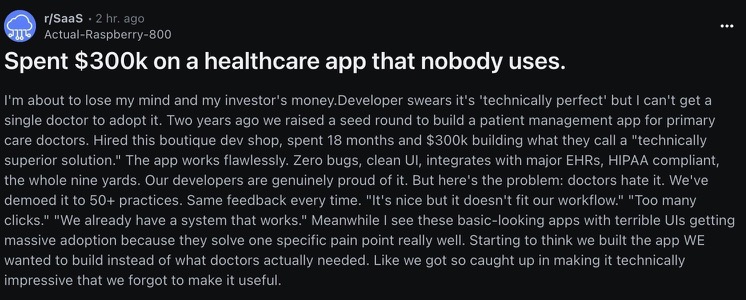 r/SaaS • 2 hr. ago
Actual-Raspberry-800
Spent $300k on a healthcare app that nobody uses.
I'm about to lose my mind and my investor's money.Developer swears it's 'technically perfect' but I can't get a
single doctor to adopt it. Two years ago we raised a seed round to build a patient management app for primary
care doctors. Hired this boutique dev shop, spent 18 months and $300k building what they call a "technically
superior solution." The app works flawlessly. Zero bugs, clean UI, integrates with major EHRs, HIPAA compliant,
the whole nine yards. Our developers are genuinely proud of it. But here's the problem: doctors hate it. We've
demoed it to 50+ practices. Same feedback every time. "It's nice but it doesn't fit our workflow." "Too many
clicks." "We already have a system that works." Meanwhile I see these basic-looking apps with terrible UIs getting
massive adoption because they solve one specific pain point really well. Starting to think we built the app WE
wanted to build instead of what doctors actually needed. Like we got so caught up in making it technically
impressive that we forgot to make it useful.